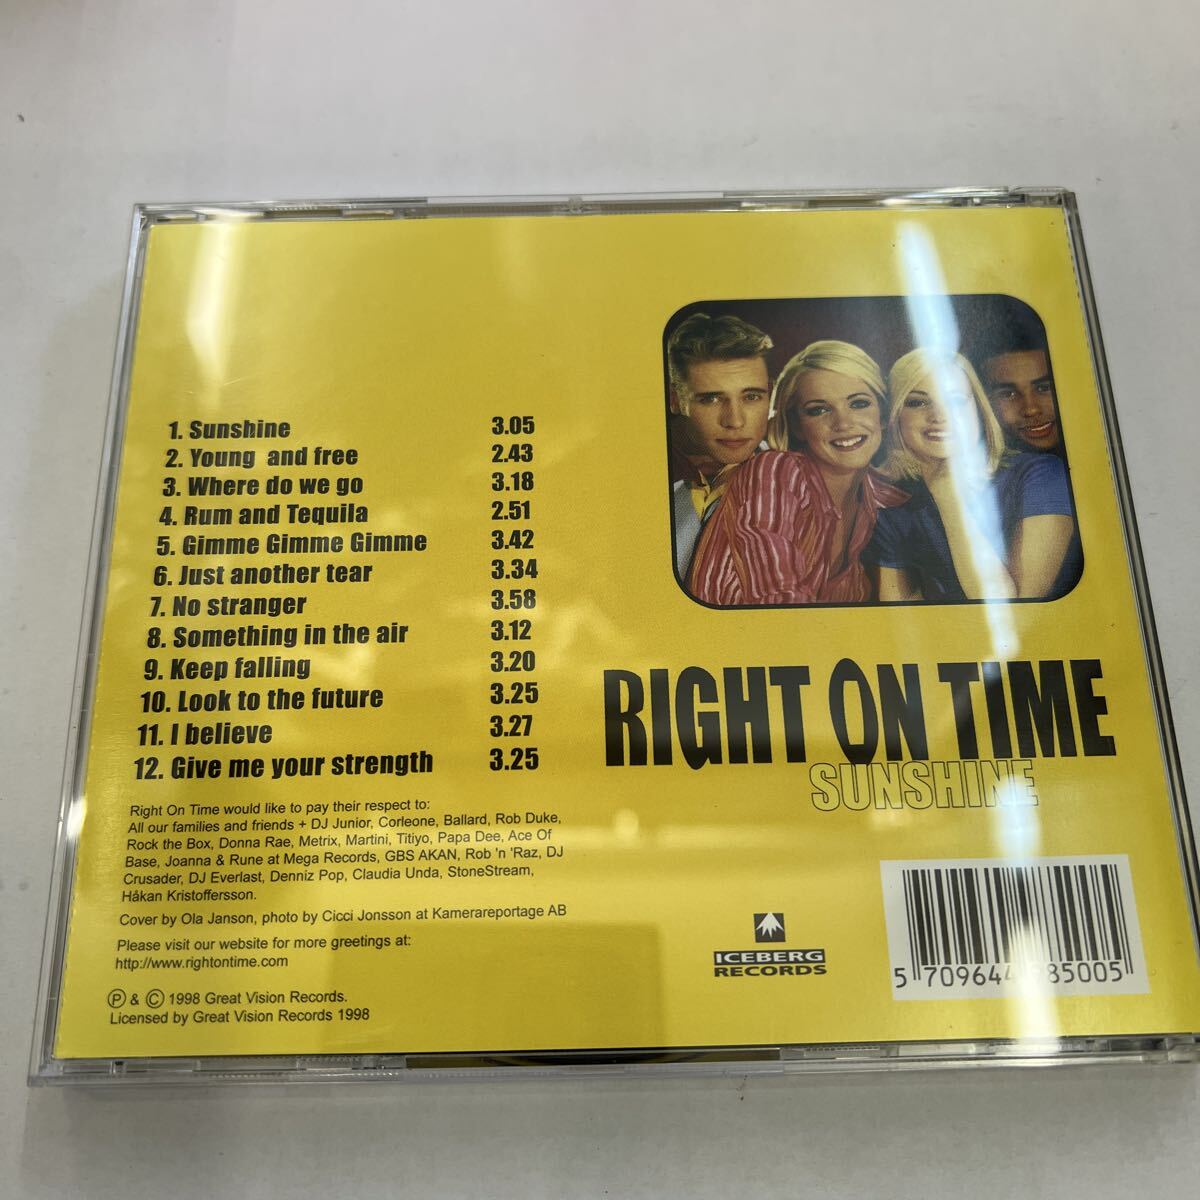 1. Sunshine 3.05
2. Young and free 2.43
3. Where do we go 3.18
4. Rum and Tequila 2.51
5. Gimme Gimme Gimme 3.42
6. Just another tear 3.34
7. No stranger 3.58
8. Something in the air 3.12
9. Keep falling 3.20
10. Look to the future 3.25
11. I believe 3.27
12. Give me your strength 3.25
Right On Time would like to pay their respect to:
All our families and friends + DJ Junior, Corleone, Ballard, Rob Duke,
Rock the Box, Donna Rae, Metrix, Martini, Titiyo, Papa Dee, Ace Of
Base, Joanna & Rune at Mega Records, GBS AKAN, Rob 'n 'Raz, DJ
Crusader, DJ Everlast, Denniz Pop, Claudia Unda, StoneStream,
Håkan Kristoffersson.
Cover by Ola Janson, photo by Cicci Jonsson at Kamerareportage AB
Please visit our website for more greetings at:
http://www.rightontime.com
Ⓟ & © 1998 Great Vision Records.
Licensed by Great Vision Records 1998
RIGHT ON TIME
SUNSHINE
ICEBERG
RECORDS